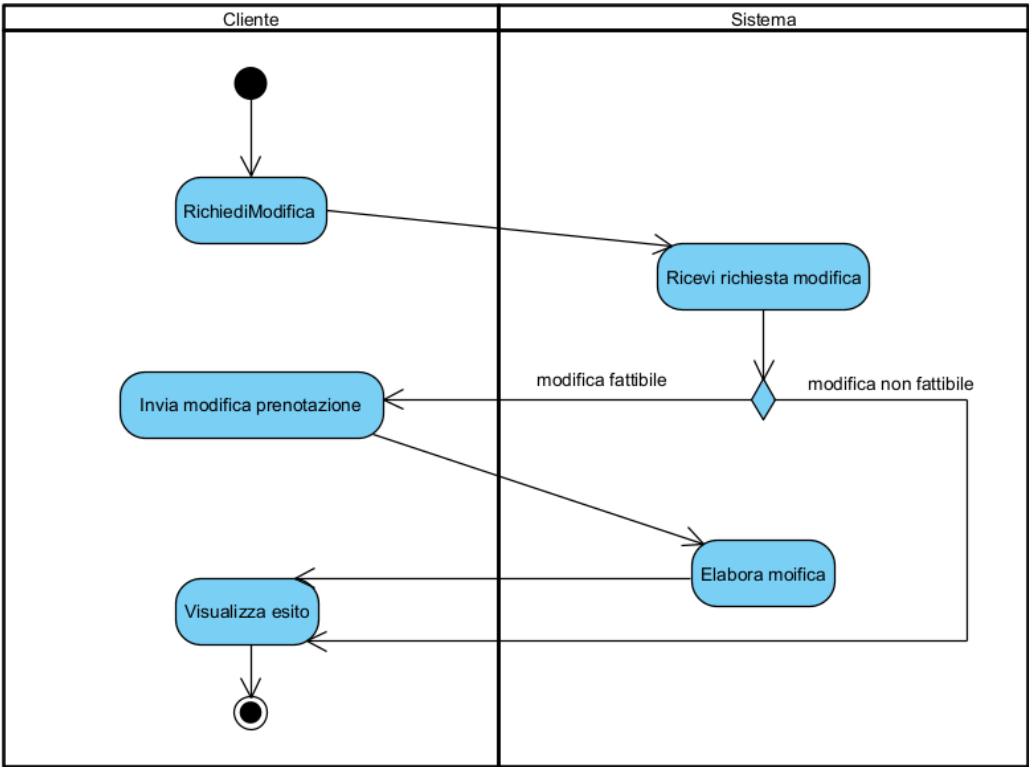 Cliente
Sistema
RichiediModifica
Ricevi richiesta modifica
modifica fattibile
modifica non fattibile
Invia modifica prenotazione
Elabora moifica
Visualizza esito